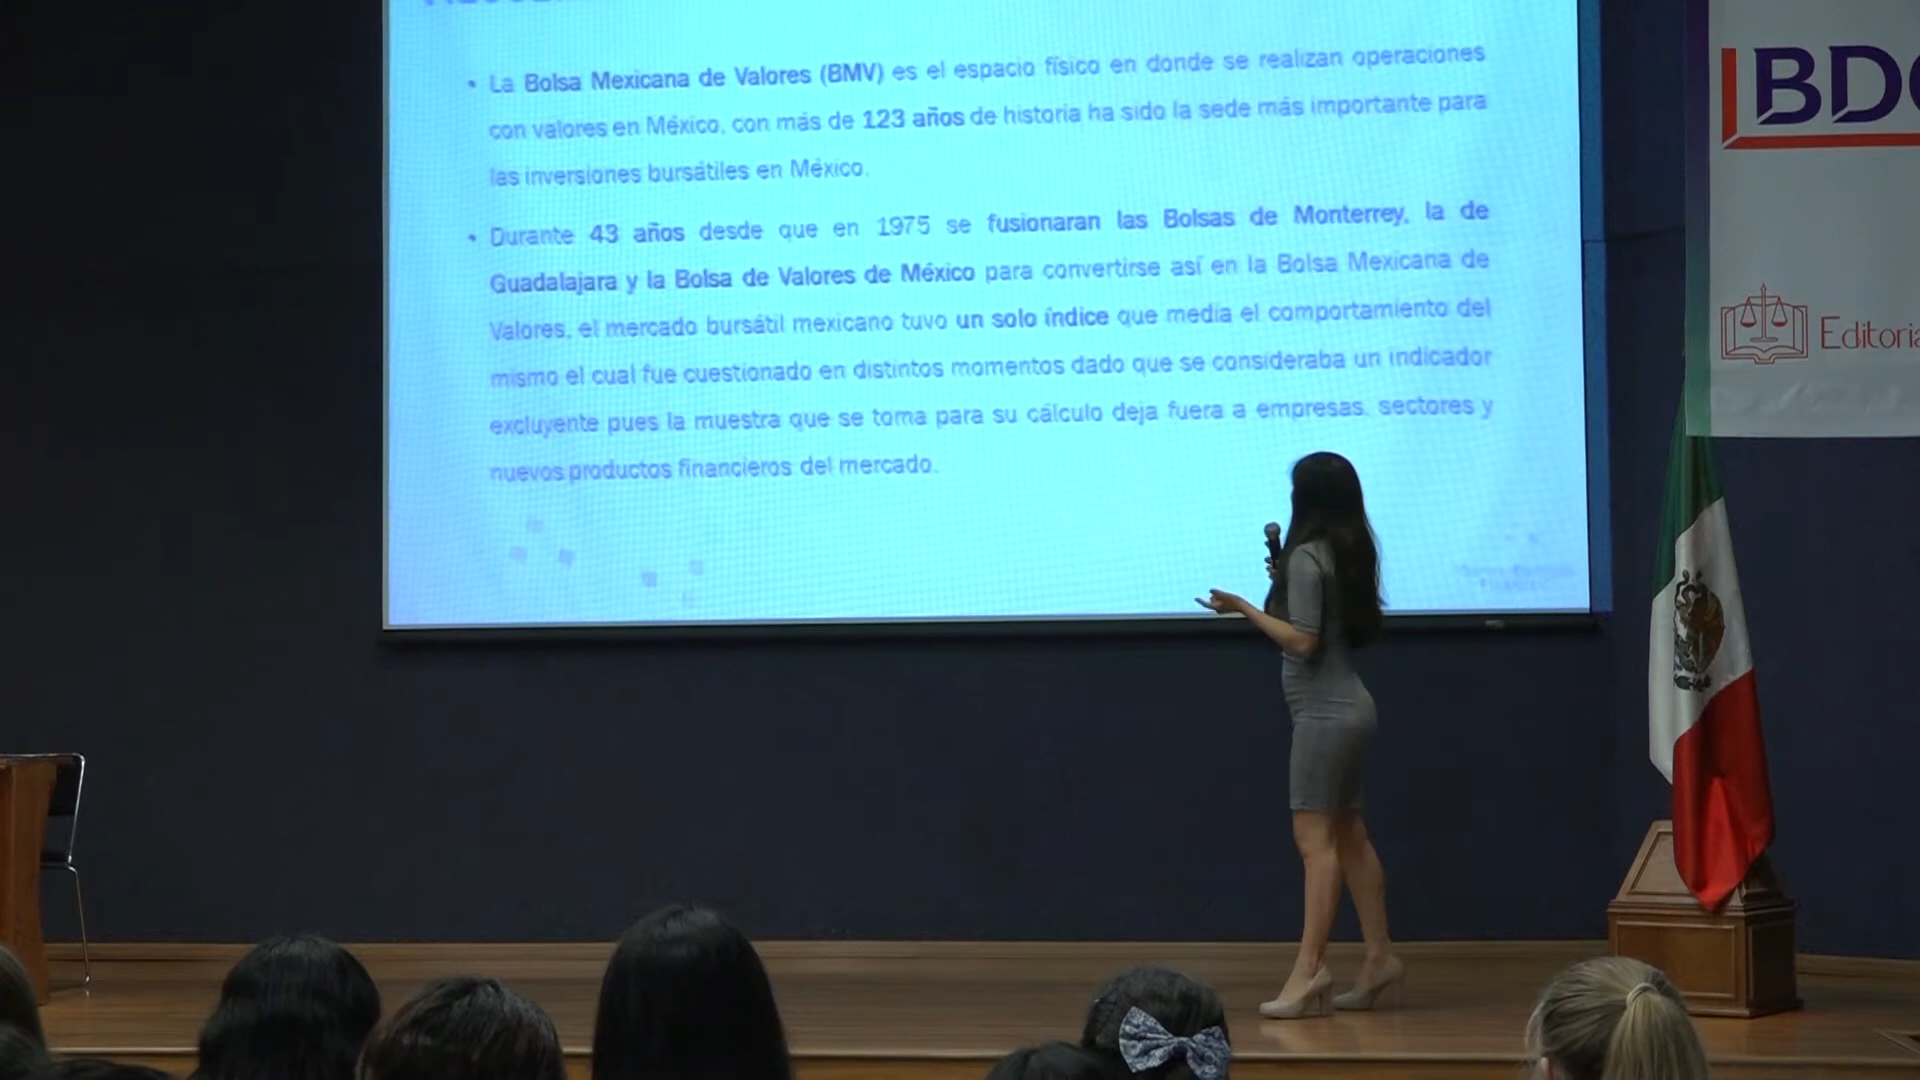 • La Bolsa Mexicana de Valores (BMV) es el espacio físico en donde se realizan operaciones
con valores en México, con más de 123 años de historia ha sido la sede más importante para
las inversiones bursátiles en México.
• Durante 43 años desde que en 1975 se fusionaran las Bolsas de Monterrey, la de
Guadalajara y la Bolsa de Valores de México para convertirse así en la Bolsa Mexicana de
Valores, el mercado bursátil mexicano tuvo un solo índice que media el comportamiento del
mismo el cual fue cuestionado en distintos momentos dado que se consideraba un indicador
excluyente pues la muestra que se toma para su cálculo deja fuera a empresas, sectores y
nuevos productos financieros del mercado.
BD
Editoria